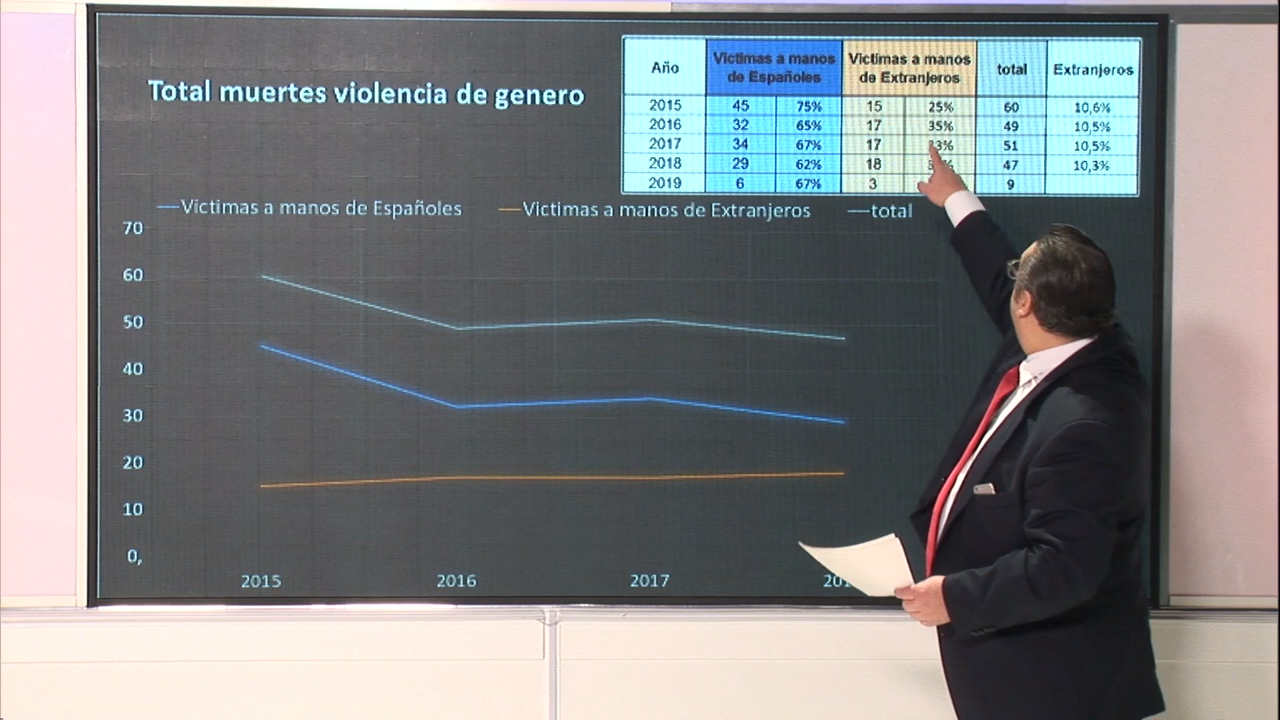 Total muertes violencia de genero
Año Victimas a manos de Españoles Victimas a manos de Extranjeros total Extranjeros
2015 45 75% 15 25% 60 10,6%
2016 32 65% 17 35% 49 10,5%
2017 34 67% 17 51 10,5%
2018 29 62% 18 47 10,3%
2019 6 67% 3 9
Victimas a manos de Españoles Victimas a manos de Extranjeros total
70
60
50
40
30
20
10
0,
2015 2016 2017